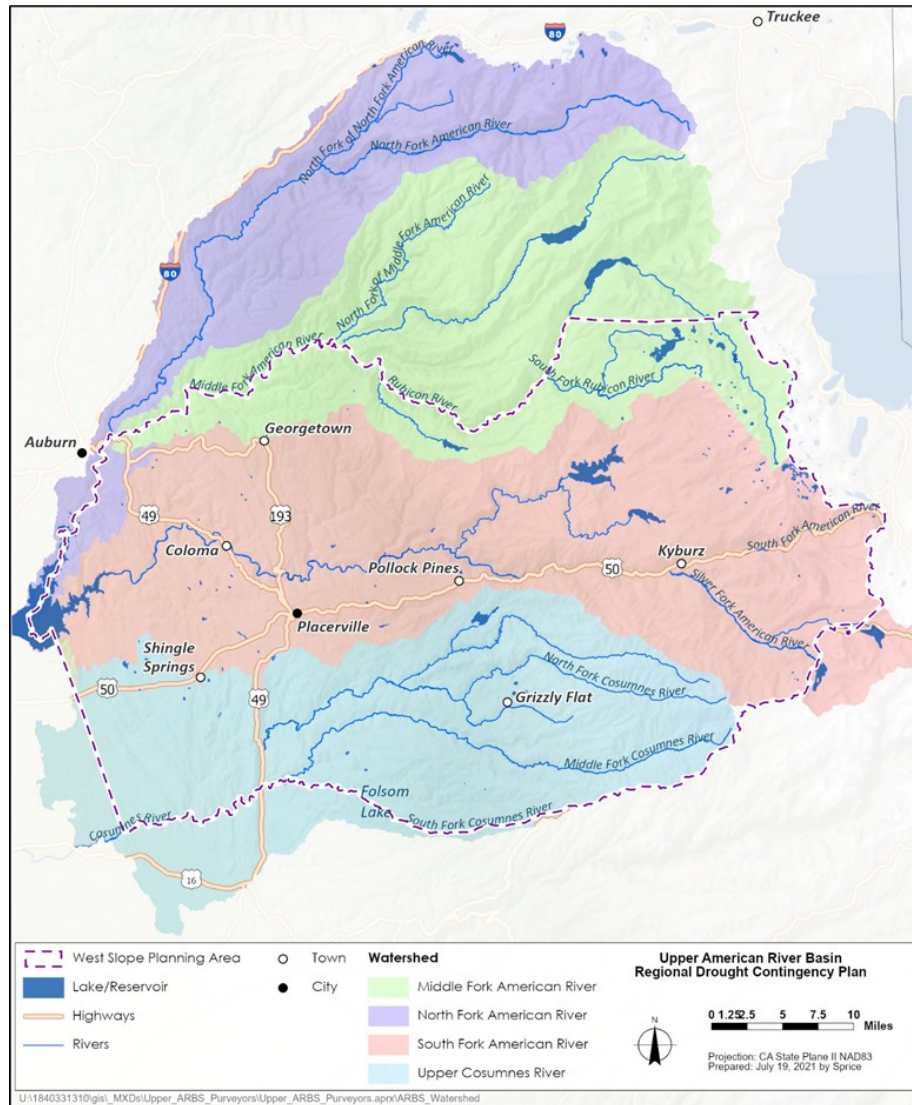 Truckee
80
80
North Fork of North Fork American River
North Fork American River
North Fork of Middle Fork American River
Middle Fork American River
Rubicon River
South Fork Rubicon River
Auburn
Georgetown
49
193
South Fork American River
Coloma
Kyburz
Pollock Pines
50
Silver Fork American River
Placerville
Shingle
Springs
50
49
North Fork Cosumnes River
Grizzly Flat
Middle Fork Cosumnes River
Folsom
Lake
South Fork Cosumnes River
Cosumnes River
16
West Slope Planning Area
Lake/Reservoir
Highways
Rivers
Town
City
Watershed
Middle Fork American River
North Fork American River
South Fork American River
Upper Cosumnes River
Upper American River Basin
Regional Drought Contingency Plan
N
0 1.252.5 5 7.5 10
Miles
Projection: CA State Plane II NAD83
Prepared: July 19, 2021 by Sprice
U:\1840331310\gis\_MXDs\Upper_ARBS_Purveyors\Upper_ARBS_Purveyors.aprx\ARBS_Watershed